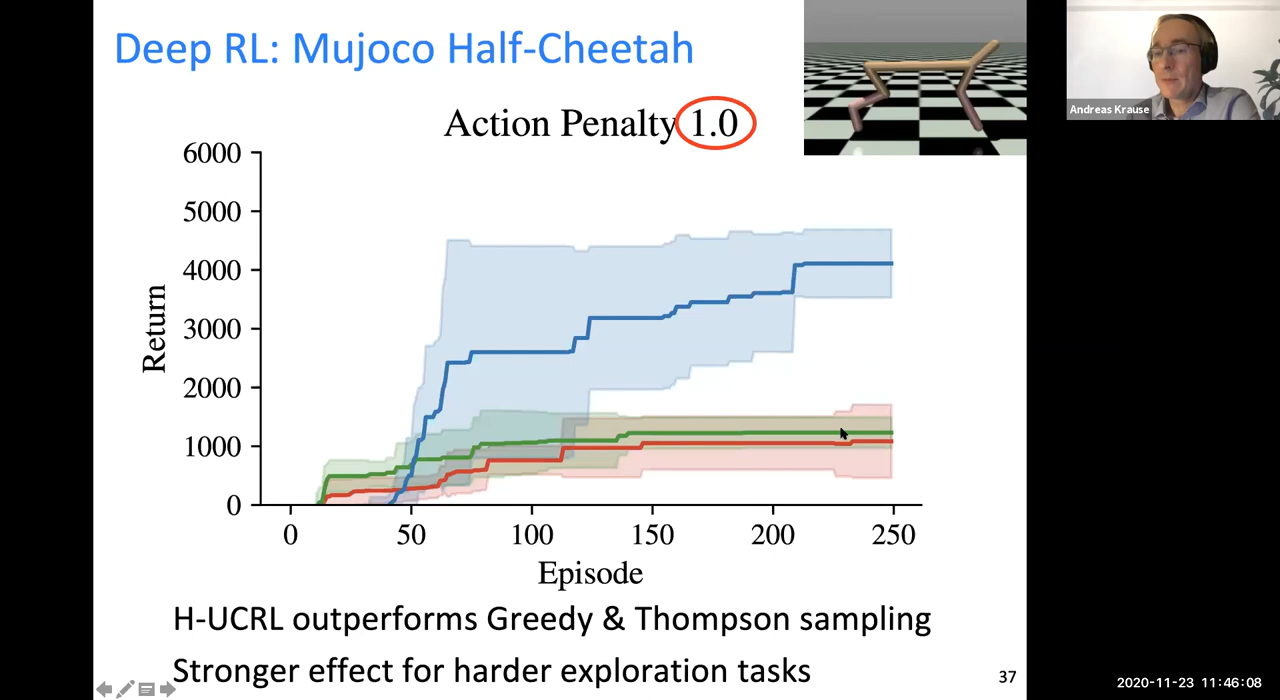 Deep RL: Mujoco Half-Cheetah
Andreas Krause
Action Penalty 1.0
6000
5000
4000
3000
2000
1000
0
Return
0 50 100 150 200 250
Episode
H-UCRL outperforms Greedy & Thompson sampling
Stronger effect for harder exploration tasks
37
2020-11-23 11:46:08